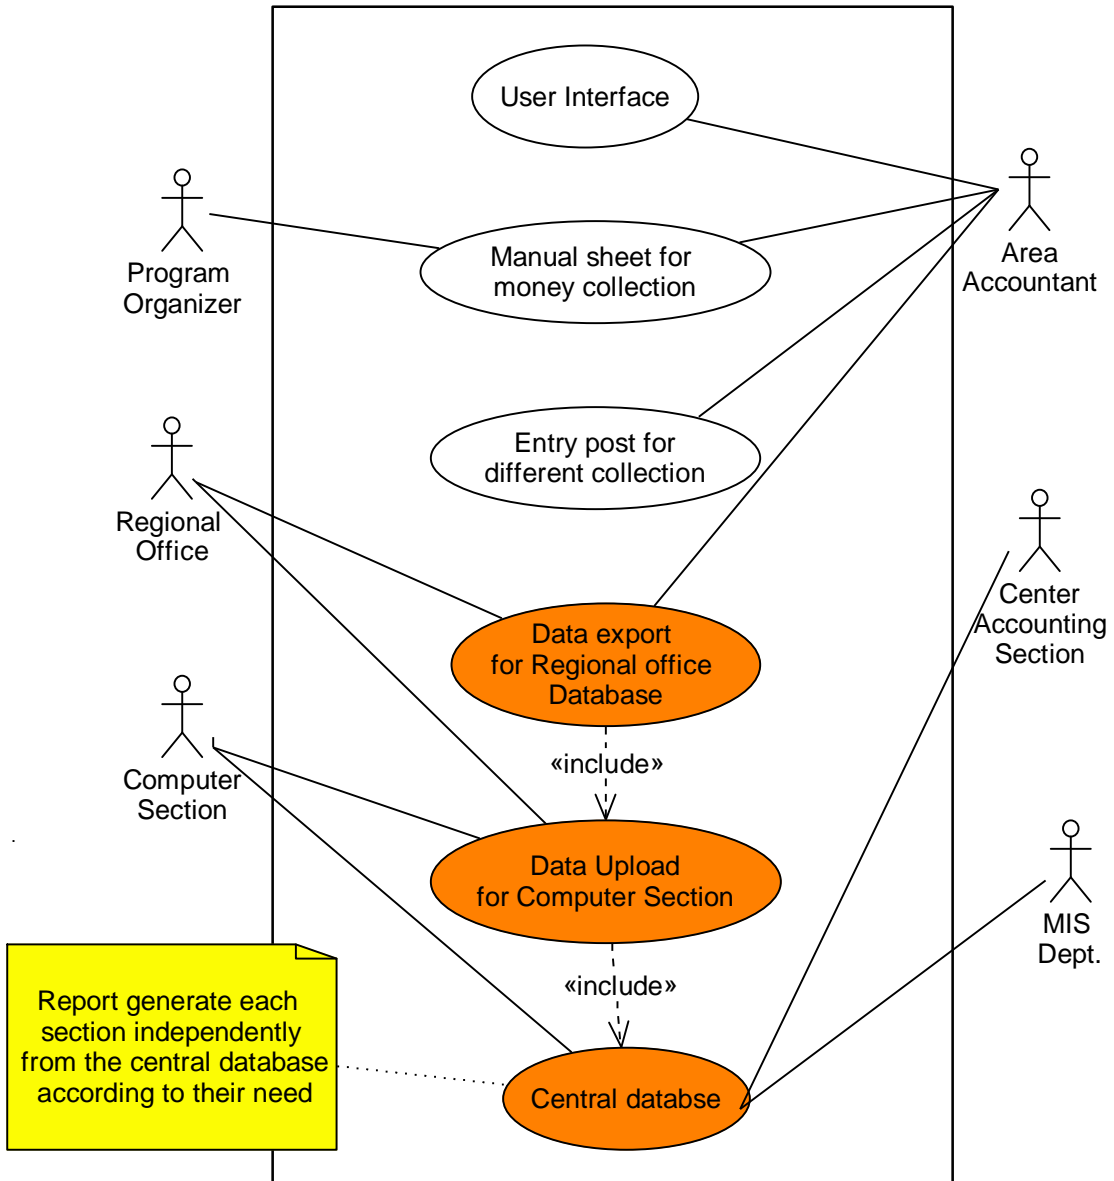 User Interface
Program
Organizer
Manual sheet for
money collection
Area
Accountant
Entry post for
different collection
Regional
Office
Center
Accounting
Section
Data export
for Regional office
Database
«include»
Computer
Section
Data Upload
for Computer Section
MIS
Dept.
«include»
Report generate each
section independently
from the central database
according to their need
Central databse